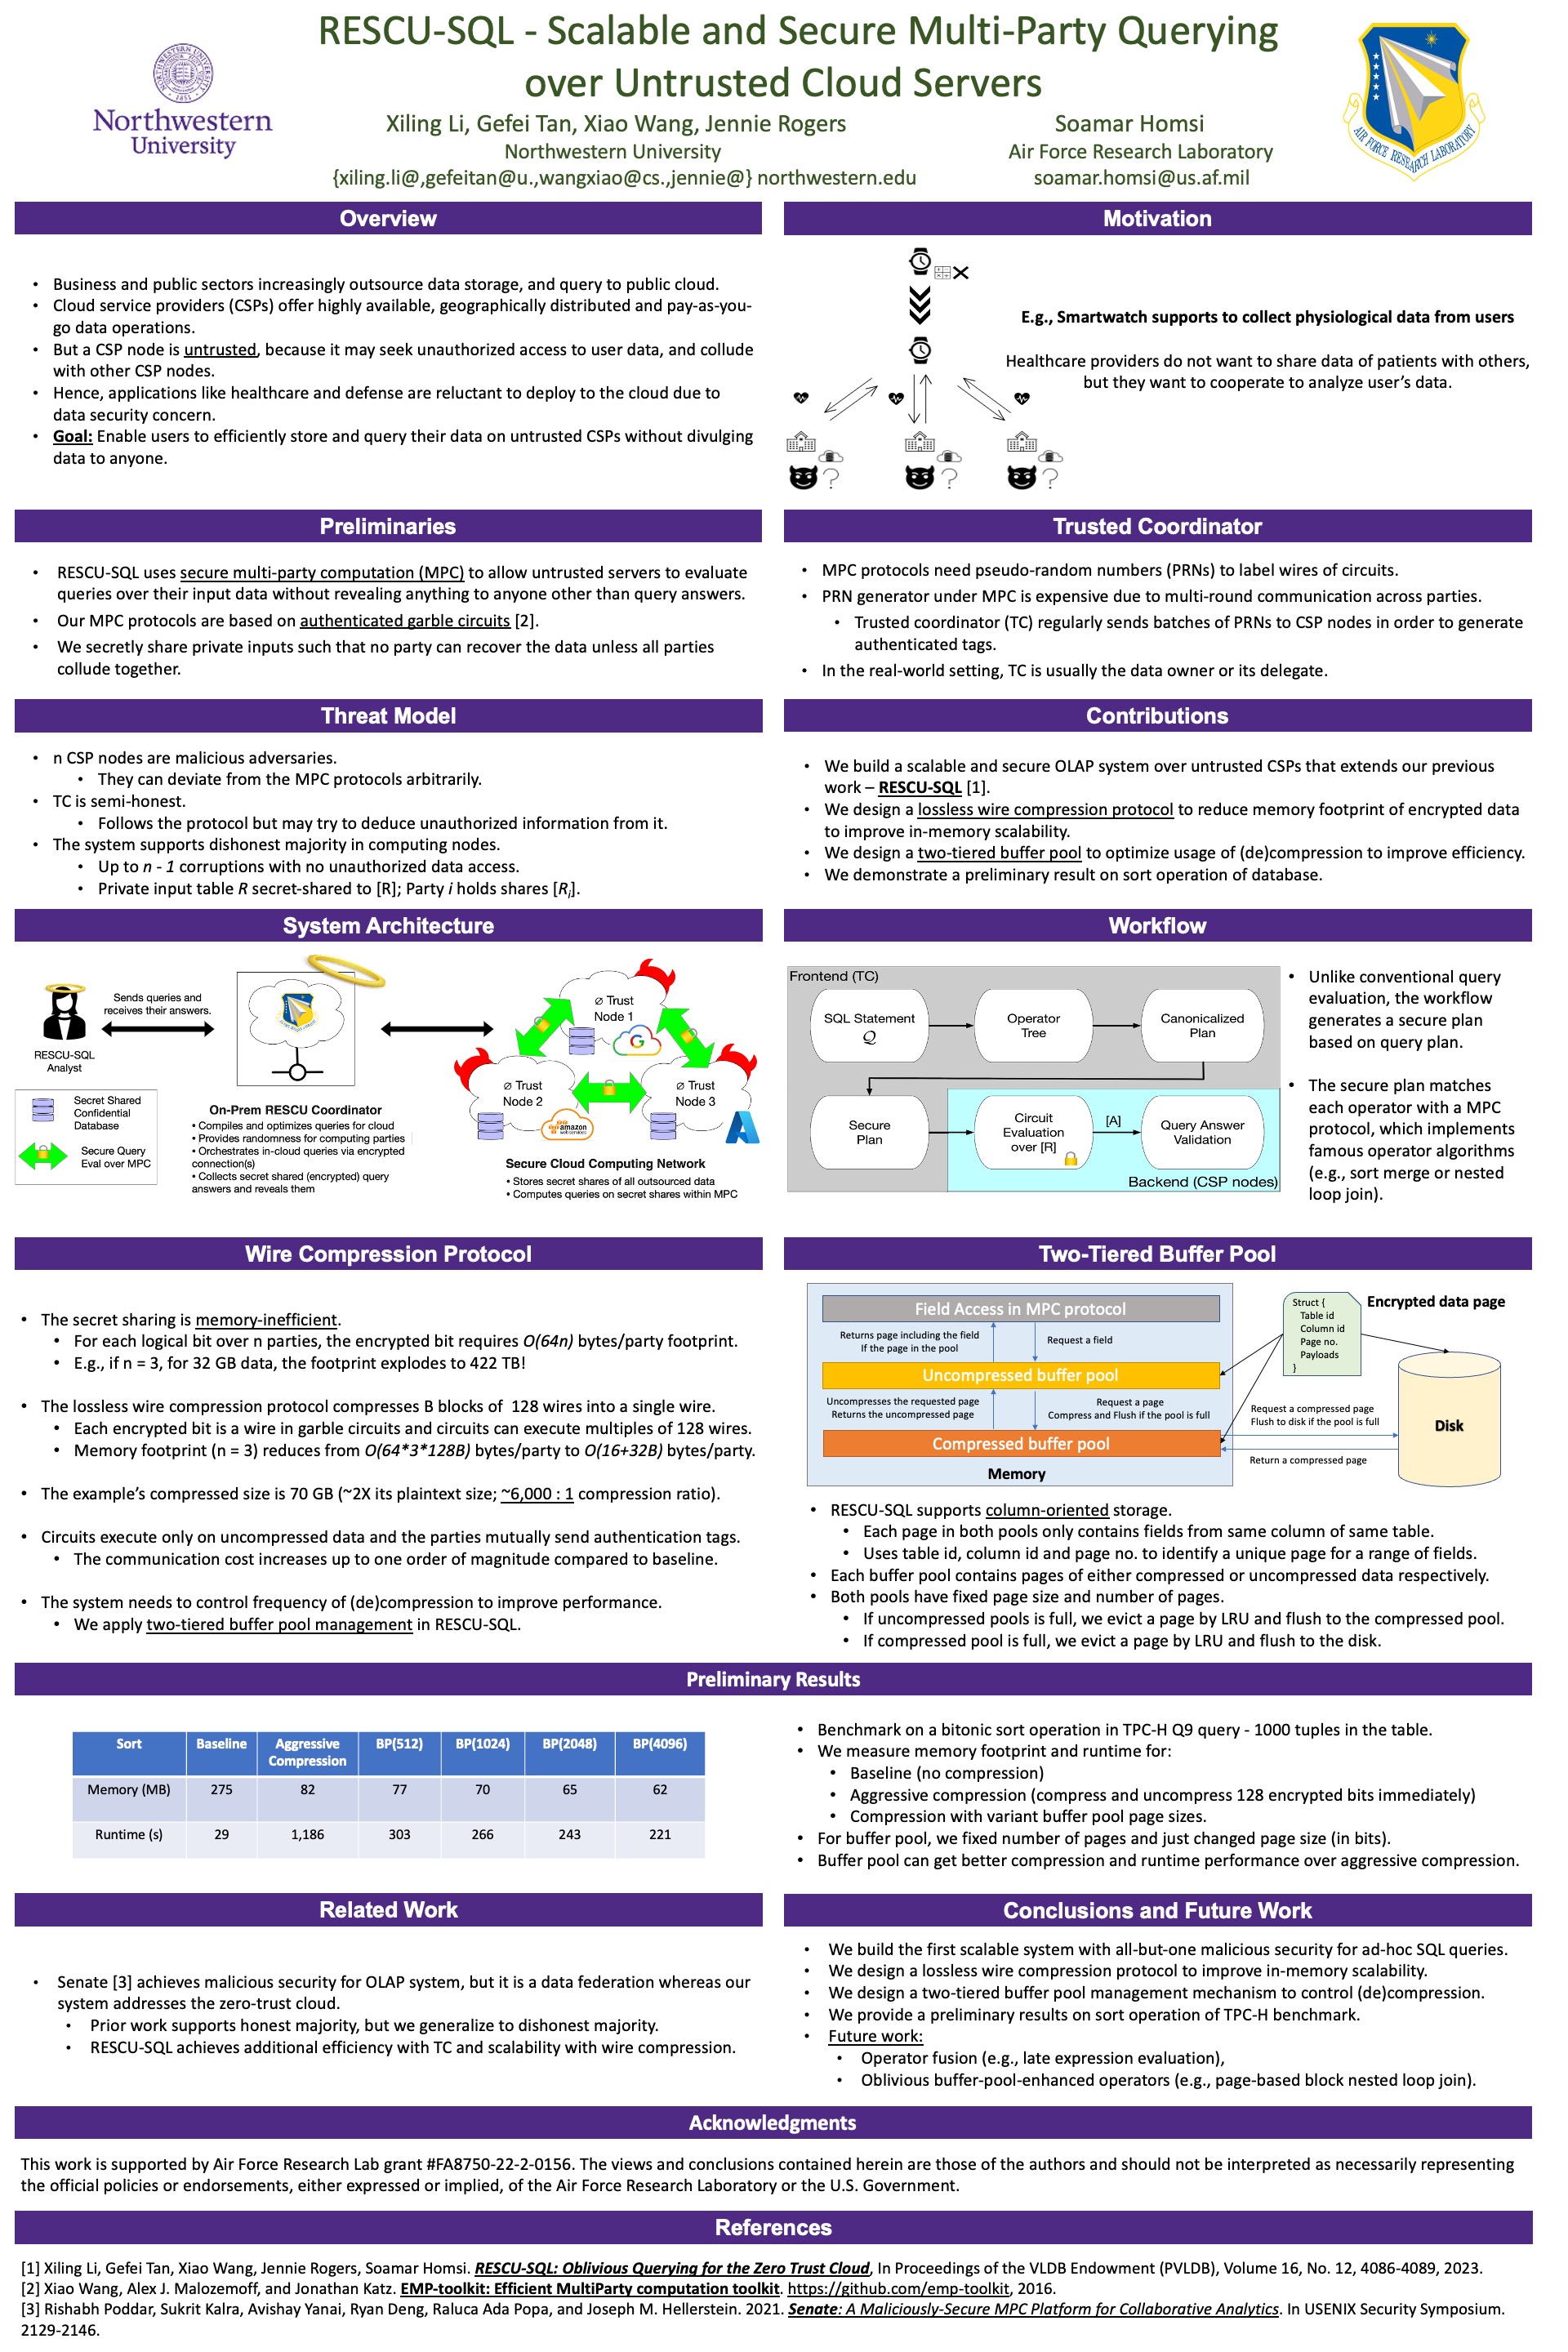 RESCU-SQL - Scalable and Secure Multi-Party Querying
over Untrusted Cloud Servers
Northwestern
University
Xiling Li, Gefei Tan, Xiao Wang, Jennie Rogers
Northwestern University
{xiling.li@,gefeitan@u.,wangxiao@cs.,jennie@} northwestern.edu
Soamar Homsi
Air Force Research Laboratory
soamar.homsi@us.af.mil
AIR FORCE RESEARCH LABORATORY
Overview
• Business and public sectors increasingly outsource data storage, and query to public cloud.
• Cloud service providers (CSPs) offer highly available, geographically distributed and pay-as-you-
go data operations.
• But a CSP node is untrusted, because it may seek unauthorized access to user data, and collude
with other CSP nodes.
• Hence, applications like healthcare and defense are reluctant to deploy to the cloud due to
data security concern.
• Goal: Enable users to efficiently store and query their data on untrusted CSPs without divulging
data to anyone.
Motivation
? ? ?
E.g., Smartwatch supports to collect physiological data from users
Healthcare providers do not want to share data of patients with others,
but they want to cooperate to analyze user's data.
Preliminaries
• RESCU-SQL uses secure multi-party computation (MPC) to allow untrusted servers to evaluate
queries over their input data without revealing anything to anyone other than query answers.
• Our MPC protocols are based on authenticated garble circuits [2].
• We secretly share private inputs such that no party can recover the data unless all parties
collude together.
Trusted Coordinator
• MPC protocols need pseudo-random numbers (PRNs) to label wires of circuits.
• PRN generator under MPC is expensive due to multi-round communication across parties.
• Trusted coordinator (TC) regularly sends batches of PRNs to CSP nodes in order to generate
authenticated tags.
• In the real-world setting, TC is usually the data owner or its delegate.
Threat Model
• n CSP nodes are malicious adversaries.
• They can deviate from the MPC protocols arbitrarily.
• TC is semi-honest.
• Follows the protocol but may try to deduce unauthorized information from it.
• The system supports dishonest majority in computing nodes.
• Up to n - 1 corruptions with no unauthorized data access.
• Private input table R secret-shared to [R]; Party i holds shares [Ri].
Contributions
• We build a scalable and secure OLAP system over untrusted CSPs that extends our previous
work – RESCU-SQL [1].
• We design a lossless wire compression protocol to reduce memory footprint of encrypted data
to improve in-memory scalability.
• We design a two-tiered buffer pool to optimize usage of (de)compression to improve efficiency.
• We demonstrate a preliminary result on sort operation of database.
System Architecture
RESCU-SQL
Analyst
Sends queries and
receives their answers.
Secret Shared
Confidential
Database
Secure Query
Eval over MPC
On-Prem RESCU Coordinator
• Compiles and optimizes queries for cloud
• Provides randomness for computing parties
• Orchestrates in-cloud queries via encrypted
connection(s)
• Collects secret shared (encrypted) query
answers and reveals them
∅ Trust
Node 1
∅ Trust
Node 2
amazon
webservices
∅ Trust
Node 3
Secure Cloud Computing Network
• Stores secret shares of all outsourced data
• Computes queries on secret shares within MPC
Workflow
Frontend (TC)
SQL Statement
Q
Operator
Tree
Canonicalized
Plan
Secure
Plan
Circuit
Evaluation
over [R]
[A]
Query Answer
Validation
Backend (CSP nodes)
• Unlike conventional query
evaluation, the workflow
generates a secure plan
based on query plan.
• The secure plan matches
each operator with a MPC
protocol, which implements
famous operator algorithms
(e.g., sort merge or nested
loop join).
Wire Compression Protocol
• The secret sharing is memory-inefficient.
• For each logical bit over n parties, the encrypted bit requires O(64n) bytes/party footprint.
• E.g., if n = 3, for 32 GB data, the footprint explodes to 422 TB!
• The lossless wire compression protocol compresses B blocks of 128 wires into a single wire.
• Each encrypted bit is a wire in garble circuits and circuits can execute multiples of 128 wires.
• Memory footprint (n = 3) reduces from O(64*3*128B) bytes/party to O(16+32B) bytes/party.
• The example's compressed size is 70 GB (~2X its plaintext size; ~6,000 : 1 compression ratio).
• Circuits execute only on uncompressed data and the parties mutually send authentication tags.
• The communication cost increases up to one order of magnitude compared to baseline.
• The system needs to control frequency of (de)compression to improve performance.
• We apply two-tiered buffer pool management in RESCU-SQL.
Two-Tiered Buffer Pool
Field Access in MPC protocol
Returns page including the field
If the page in the pool
Request a field
Uncompressed buffer pool
Uncompresses the requested page
Returns the uncompressed page
Request a page
Compress and Flush if the pool is full
Compressed buffer pool
Memory
Struct {
Table id
Column id
Page no.
Payloads
}
Encrypted data page
Request a compressed page
Flush to disk if the pool is full
Return a compressed page
Disk
• RESCU-SQL supports column-oriented storage.
• Each page in both pools only contains fields from same column of same table.
• Uses table id, column id and page no. to identify a unique page for a range of fields.
• Each buffer pool contains pages of either compressed or uncompressed data respectively.
• Both pools have fixed page size and number of pages.
• If uncompressed pools is full, we evict a page by LRU and flush to the compressed pool.
• If compressed pool is full, we evict a page by LRU and flush to the disk.
Preliminary Results
Sort Baseline Aggressive Compression BP(512) BP(1024) BP(2048) BP(4096)
Memory (MB) 275 82 77 70 65 62
Runtime (s) 29 1,186 303 266 243 221
• Benchmark on a bitonic sort operation in TPC-H Q9 query - 1000 tuples in the table.
• We measure memory footprint and runtime for:
• Baseline (no compression)
• Aggressive compression (compress and uncompress 128 encrypted bits immediately)
• Compression with variant buffer pool page sizes.
• For buffer pool, we fixed number of pages and just changed page size (in bits).
• Buffer pool can get better compression and runtime performance over aggressive compression.
Related Work
• Senate [3] achieves malicious security for OLAP system, but it is a data federation whereas our
system addresses the zero-trust cloud.
• Prior work supports honest majority, but we generalize to dishonest majority.
• RESCU-SQL achieves additional efficiency with TC and scalability with wire compression.
Conclusions and Future Work
• We build the first scalable system with all-but-one malicious security for ad-hoc SQL queries.
• We design a lossless wire compression protocol to improve in-memory scalability.
• We design a two-tiered buffer pool management mechanism to control (de)compression.
• We provide a preliminary results on sort operation of TPC-H benchmark.
• Future work:
• Operator fusion (e.g., late expression evaluation),
• Oblivious buffer-pool-enhanced operators (e.g., page-based block nested loop join).
Acknowledgments
This work is supported by Air Force Research Lab grant #FA8750-22-2-0156. The views and conclusions contained herein are those of the authors and should not be interpreted as necessarily representing
the official policies or endorsements, either expressed or implied, of the Air Force Research Laboratory or the U.S. Government.
References
[1] Xiling Li, Gefei Tan, Xiao Wang, Jennie Rogers, Soamar Homsi. RESCU-SQL: Oblivious Querying for the Zero Trust Cloud, In Proceedings of the VLDB Endowment (PVLDB), Volume 16, No. 12, 4086-4089, 2023.
[2] Xiao Wang, Alex J. Malozemoff, and Jonathan Katz. EMP-toolkit: Efficient MultiParty computation toolkit. https://github.com/emp-toolkit, 2016.
[3] Rishabh Poddar, Sukrit Kalra, Avishay Yanai, Ryan Deng, Raluca Ada Popa, and Joseph M. Hellerstein. 2021. Senate: A Maliciously-Secure MPC Platform for Collaborative Analytics. In USENIX Security Symposium.
2129-2146.